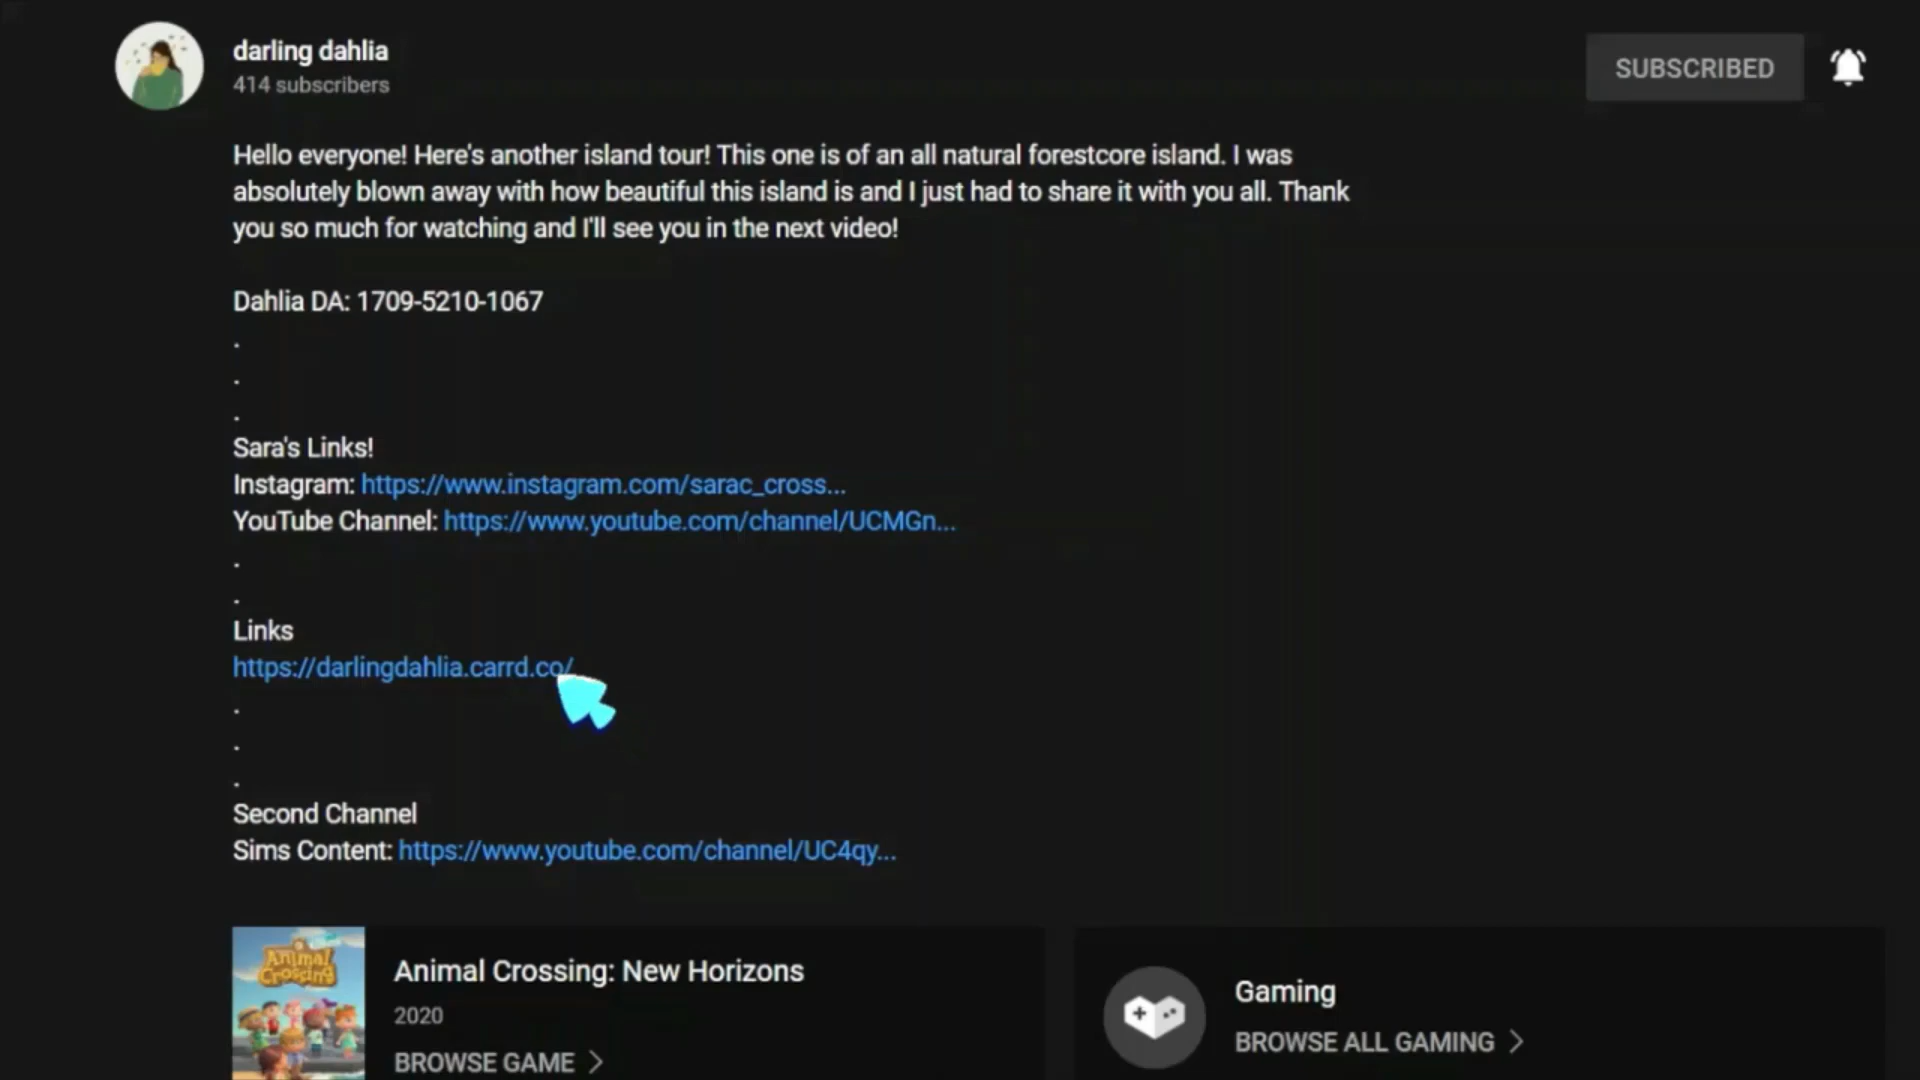 darling dahlia
414 subscribers
SUBSCRIBED
Hello everyone! Here's another island tour! This one is of an all natural forestcore island. I was
absolutely blown away with how beautiful this island is and I just had to share it with you all. Thank
you so much for watching and I'll see you in the next video!
Dahlia DA: 1709-5210-1067
.
.
.
Sara's Links!
Instagram: https://www.instagram.com/sarac_cross...
YouTube Channel: https://www.youtube.com/channel/UCMGn...
.
.
Links
https://darlingdahlia.carrd.co/
.
.
.
Second Channel
Sims Content: https://www.youtube.com/channel/UC4qy...
Animal
Crossing
Animal Crossing: New Horizons
2020
BROWSE GAME
Gaming
BROWSE ALL GAMING